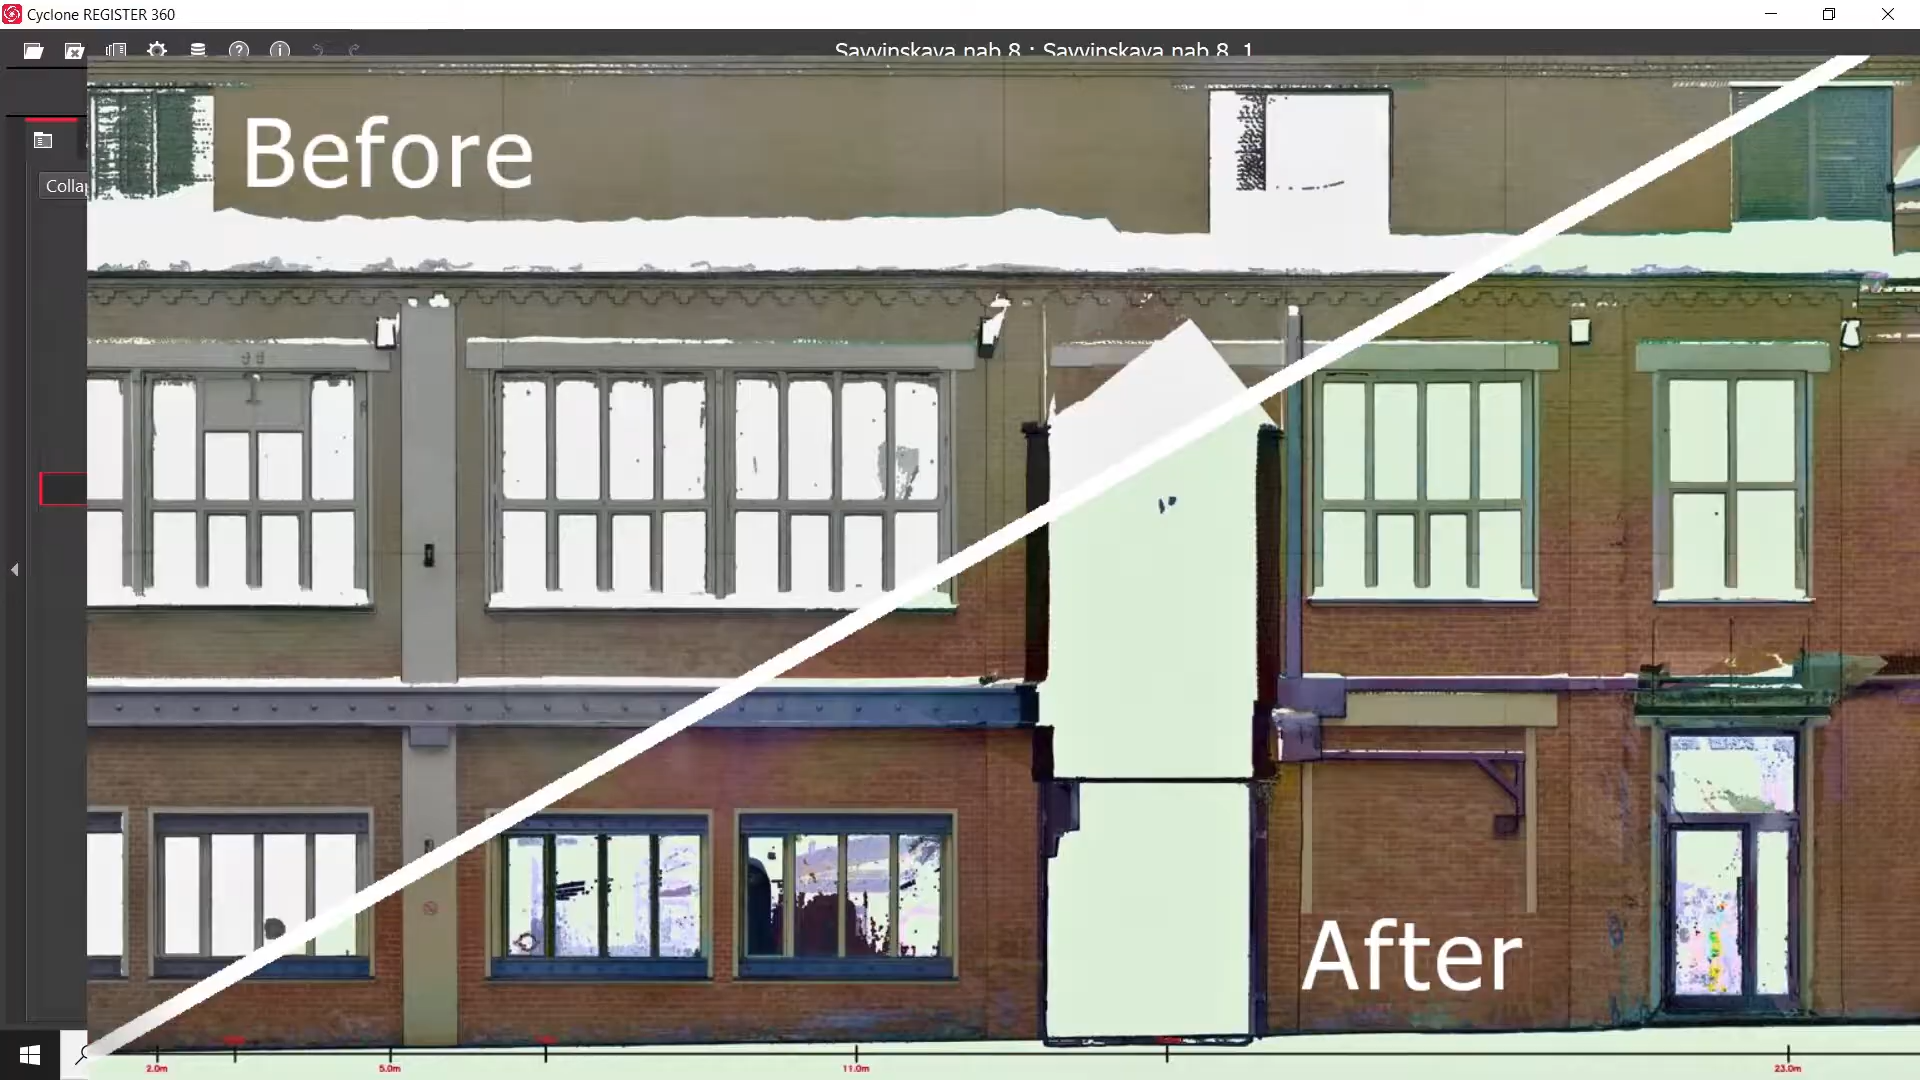 Cyclone REGISTER 360
Savvinskaya nab 8 : Savvinskaya nab 8_1
Before
Colla
After
2.0m
5.0m
11.0m
23.0m